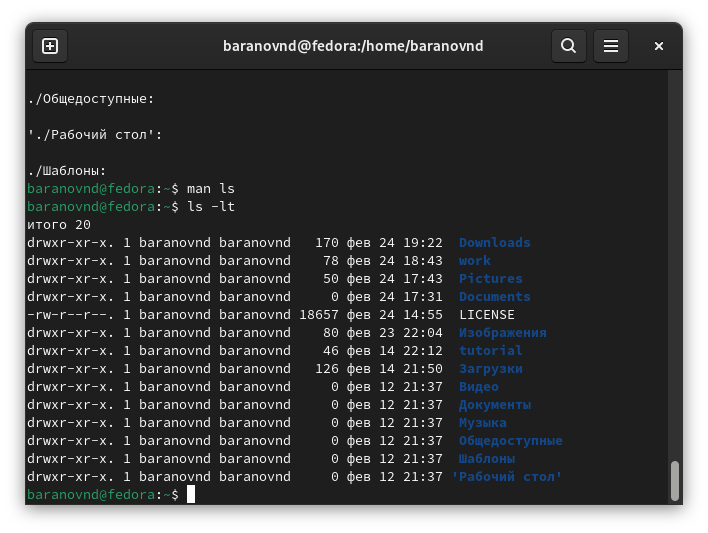 baranovnd@fedora:/home/baranovnd
./Общедоступные:
'./Рабочий стол':
./Шаблоны:
baranovnd@fedora:~$ man ls
baranovnd@fedora:~$ ls -lt
итого 20
drwxr-xr-x. 1 baranovnd baranovnd   170 фев 24 19:22  Downloads
drwxr-xr-x. 1 baranovnd baranovnd    78 фев 24 18:43  work
drwxr-xr-x. 1 baranovnd baranovnd    50 фев 24 17:43  Pictures
drwxr-xr-x. 1 baranovnd baranovnd     0 фев 24 17:31  Documents
-rw-r--r--. 1 baranovnd baranovnd 18657 фев 24 14:55  LICENSE
drwxr-xr-x. 1 baranovnd baranovnd    80 фев 23 22:04  Изображения
drwxr-xr-x. 1 baranovnd baranovnd    46 фев 14 22:12  tutorial
drwxr-xr-x. 1 baranovnd baranovnd   126 фев 14 21:50  Загрузки
drwxr-xr-x. 1 baranovnd baranovnd     0 фев 12 21:37  Видео
drwxr-xr-x. 1 baranovnd baranovnd     0 фев 12 21:37  Документы
drwxr-xr-x. 1 baranovnd baranovnd     0 фев 12 21:37  Музыка
drwxr-xr-x. 1 baranovnd baranovnd     0 фев 12 21:37  Общедоступные
drwxr-xr-x. 1 baranovnd baranovnd     0 фев 12 21:37  Шаблоны
drwxr-xr-x. 1 baranovnd baranovnd     0 фев 12 21:37 'Рабочий стол'
baranovnd@fedora:~$